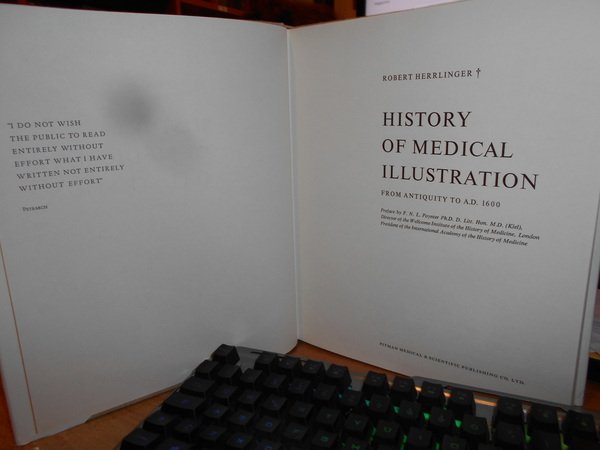 "I DO NOT WISH
THE PUBLIC TO READ
ENTIRELY WITHOUT
EFFORT WHAT I HAVE
WRITTEN NOT ENTIRELY
WITHOUT EFFORT"
PETRARCH
ROBERT HERRLINGER †
HISTORY
OF MEDICAL
ILLUSTRATION
FROM ANTIQUITY TO A.D. 1600
Preface by F. N. L. Poynter Ph.D. D. Litt. Hon. M.D. (Kiel),
Director of the Wellcome Institute of the History of Medicine, London
President of the International Academy of the History of Medicine
PITMAN MEDICAL & SCIENTIFIC PUBLISHING CO. LTD.